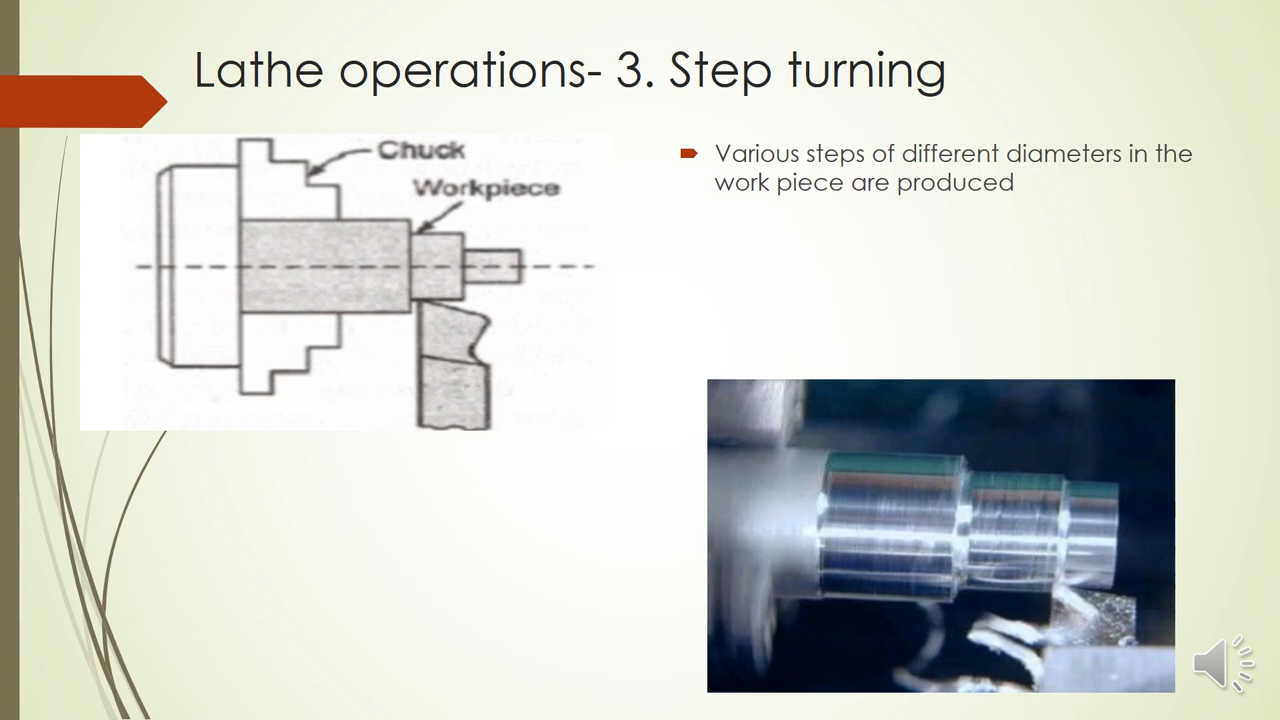 Lathe operations- 3. Step turning
Chuck
Workpiece
Various steps of different diameters in the
work piece are produced